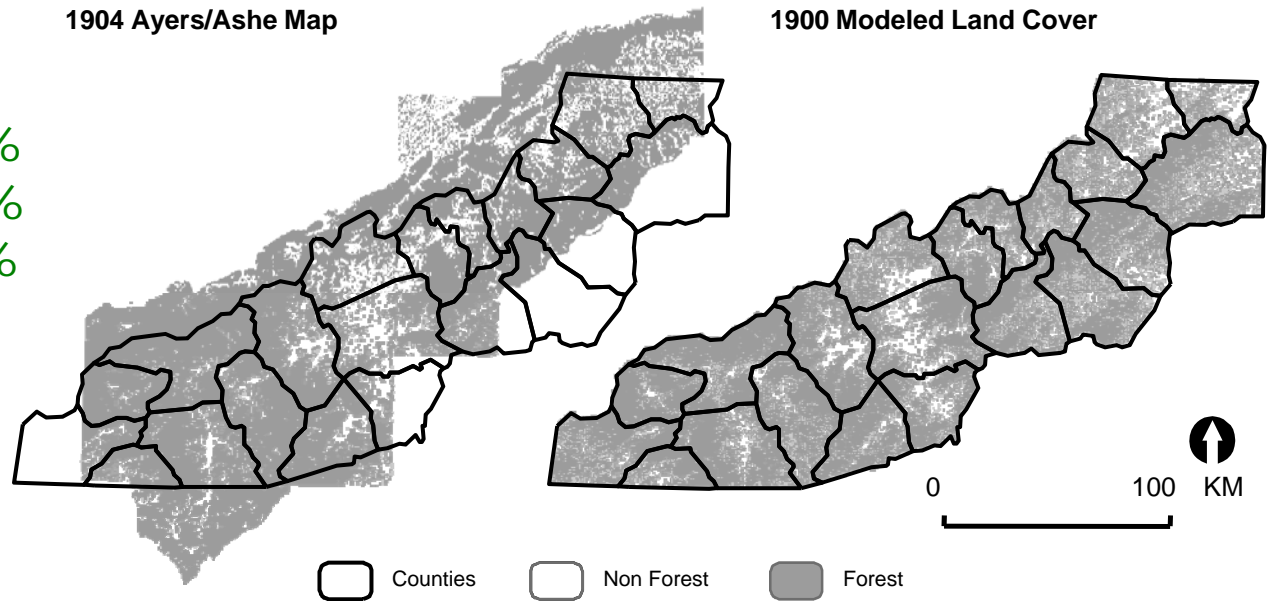 1904 Ayers/Ashe Map
1900 Modeled Land Cover
%
%
%
0 100 KM
Counties Non Forest Forest